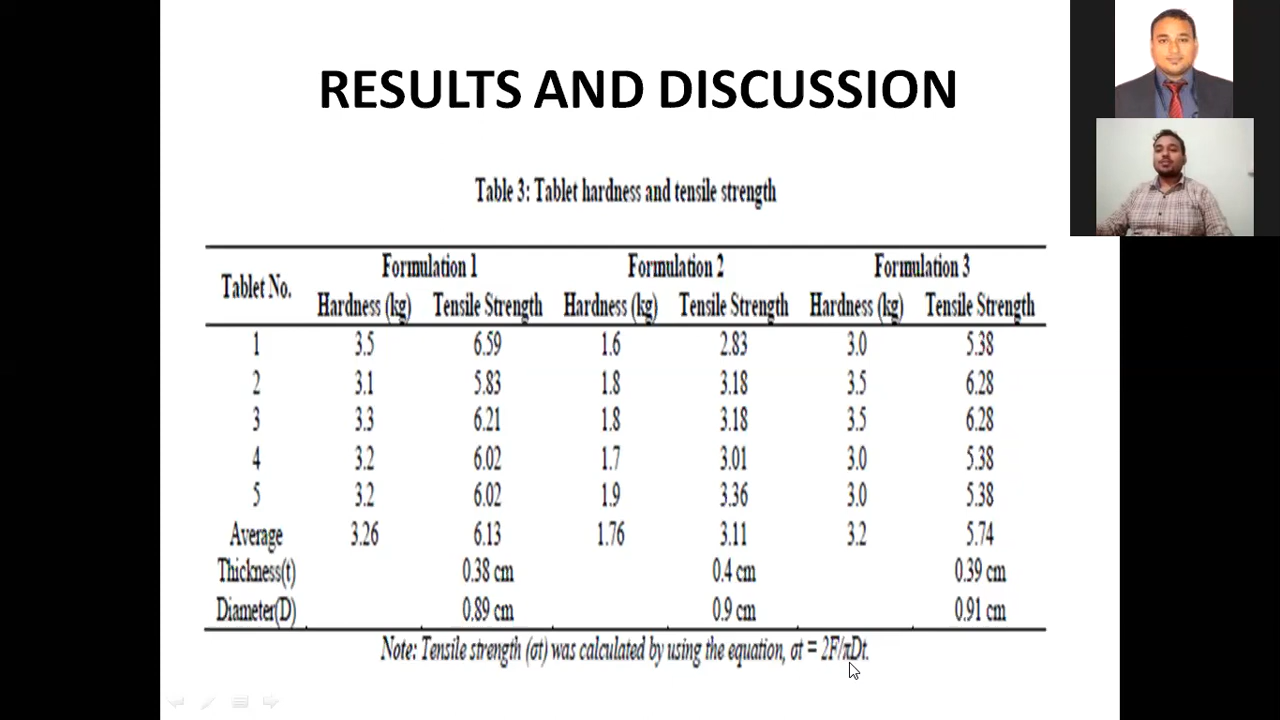 RESULTS AND DISCUSSION
Table 3: Tablet hardness and tensile strength
Tablet No. Formulation 1 Formulation 2 Formulation 3
Hardness (kg) Tensile Strength Hardness (kg) Tensile Strength Hardness (kg) Tensile Strength
1 3.5 6.59 1.6 2.83 3.0 5.38
2 3.1 5.83 1.8 3.18 3.5 6.28
3 3.3 6.21 1.8 3.18 3.5 6.28
4 3.2 6.02 1.7 3.01 3.0 5.38
5 3.2 6.02 1.9 3.36 3.0 5.38
Average 3.26 6.13 1.76 3.11 3.2 5.74
Thickness(t) 0.38 cm 0.4 cm 0.39 cm
Diameter(D) 0.89 cm 0.9 cm 0.91 cm
Note: Tensile strength (σt) was calculated by using the equation, σt = 2F/πDt.